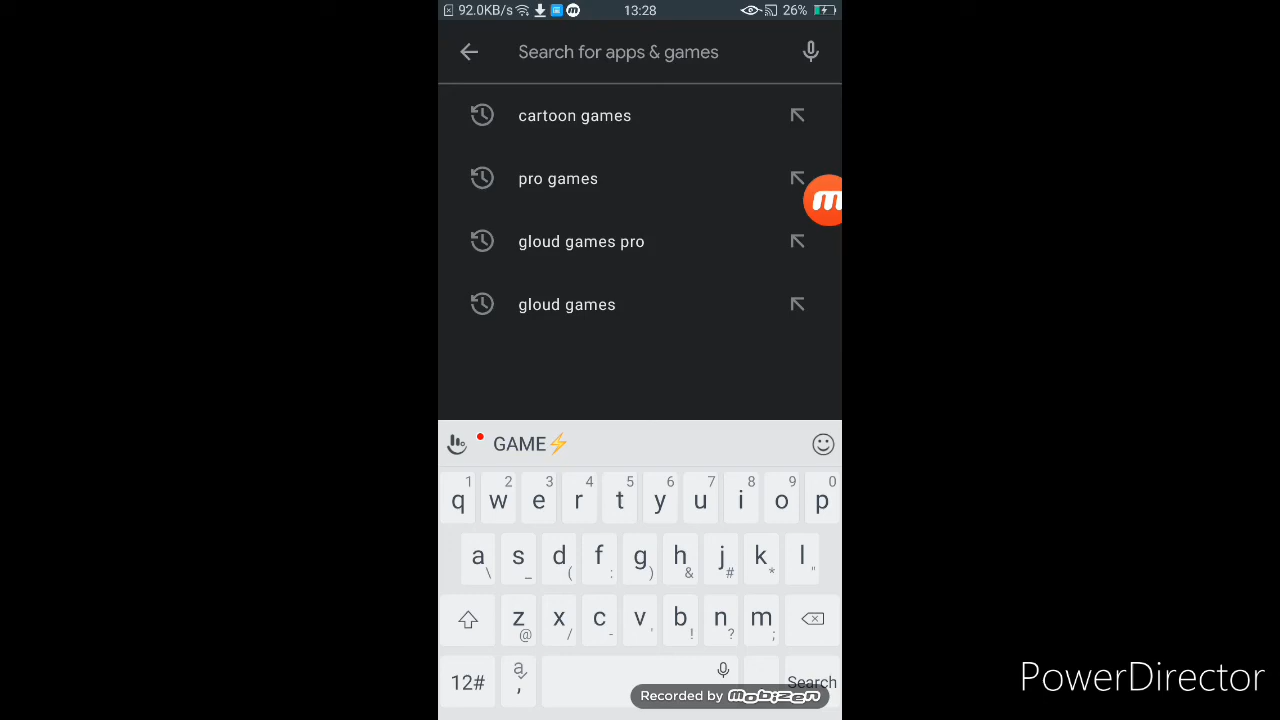 92.0KB/s 13:28 26%
Search for apps & games
cartoon games
pro games
gloud games pro
gloud games
GAME⚡
1 2 3 4 5 6 7 8 9 0
q w e r t y u i o p
a s d f g h j k l
\ _ ( : ) & # * "
z x c v b n m
@ / - ' ! ? ;
12# a , Search
Recorded by mobizen
PowerDirector